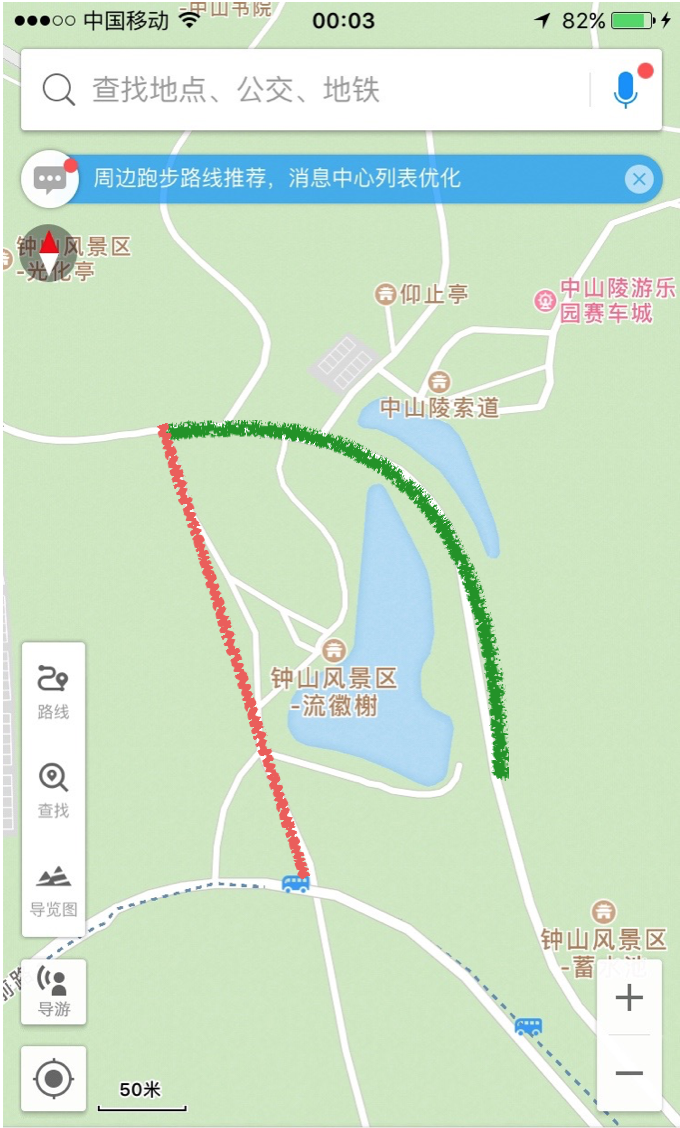 中国移动
00:03
82%
中山书院
查找地点、公交、地铁
周边跑步路线推荐，消息中心列表优化
钟山风景区
-光化亭
仰止亭
中山陵游乐
园赛车城
中山陵索道
钟山风景区
-流徽榭
路线
查找
导览图
钟山风景区
-蓄水池
导游
50米